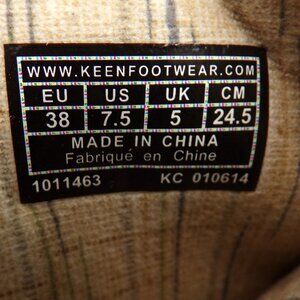 WWW.KEENFOOTWEAR.COM
EU US UK CM
38 7.5 5 24.5
MADE IN CHINA
Fabriqué en Chine
1011463 KC 010614